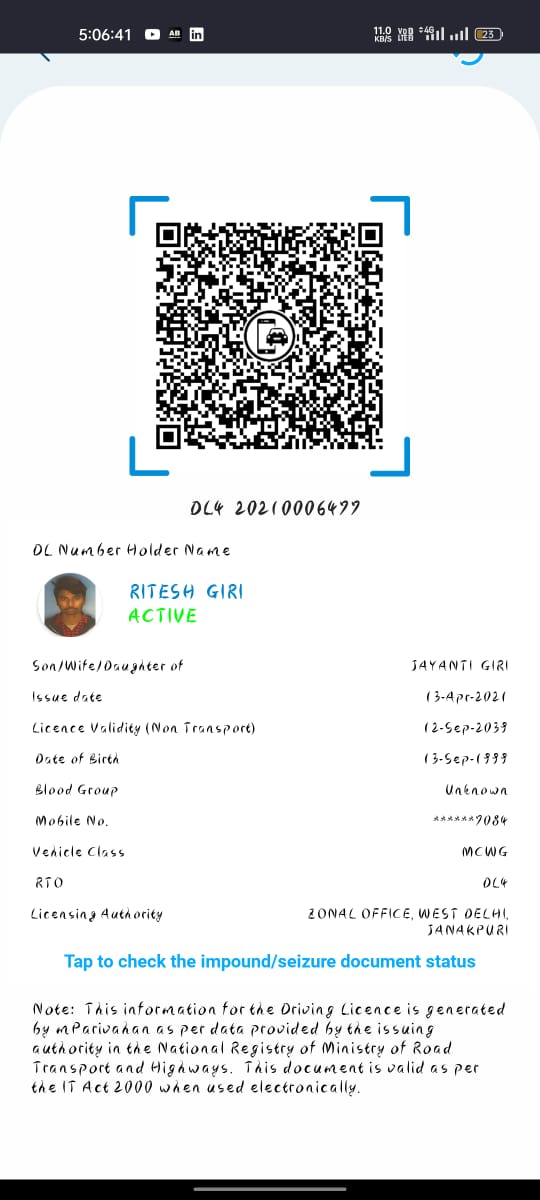 5:06:41
AB in
11.0 KB/S Vo9 LTE2 4G 23
DL4 20210006477
DL Number Holder Name
RITESH GIRI
ACTIVE
Son/Wife/Daughter of JAYANTI GIRI
Issue date 13-Apr-2021
Licence Validity (Non Transport) 12-Sep-2039
Date of Birth 13-Sep-1999
Blood Group Unknown
Mobile No. ******7084
Vehicle Class MCWG
RTO DL4
Licensing Authority ZONAL OFFICE, WEST DELHI,
JANAKPURI
Tap to check the impound/seizure document status
Note: This information for the Driving Licence is generated
by mParivahan as per data provided by the issuing
authority in the National Registry of Ministry of Road
Transport and Highways. This document is valid as per
the IT Act 2000 when used electronically.